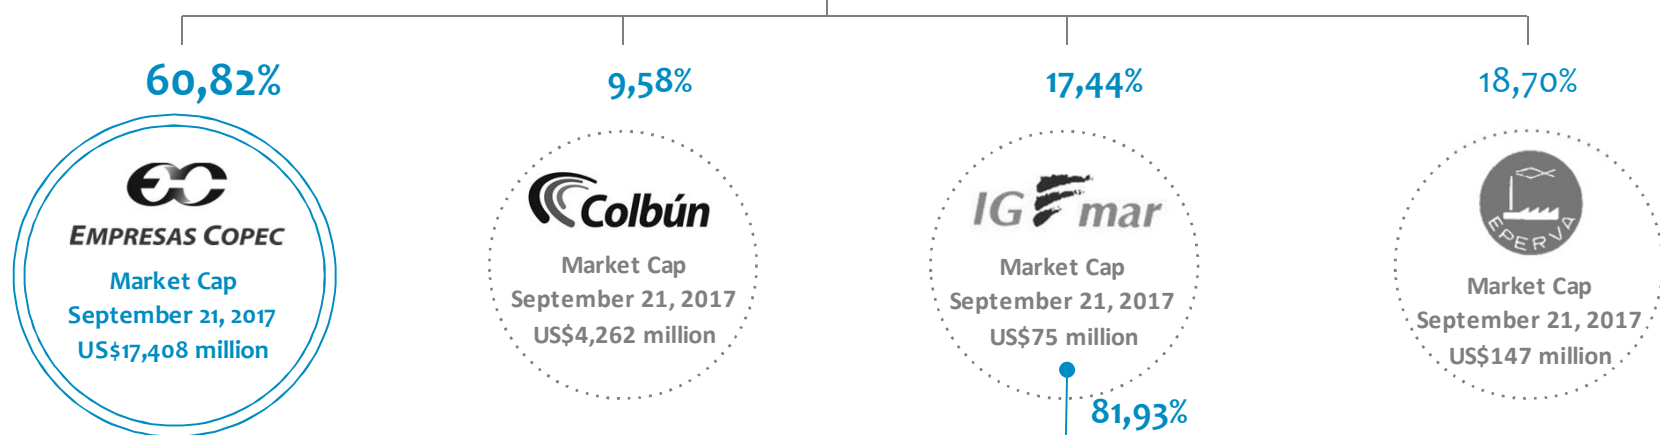 60,82%
9,58%
17,44%
18,70%
EMPRESAS COPEC
Market Cap
September 21, 2017
US$17,408 million
Colbún
Market Cap
September 21, 2017
US$4,262 million
IG mar
Market Cap
September 21, 2017
US$75 million
81,93%
EPERVA
Market Cap
September 21, 2017
US$147 million